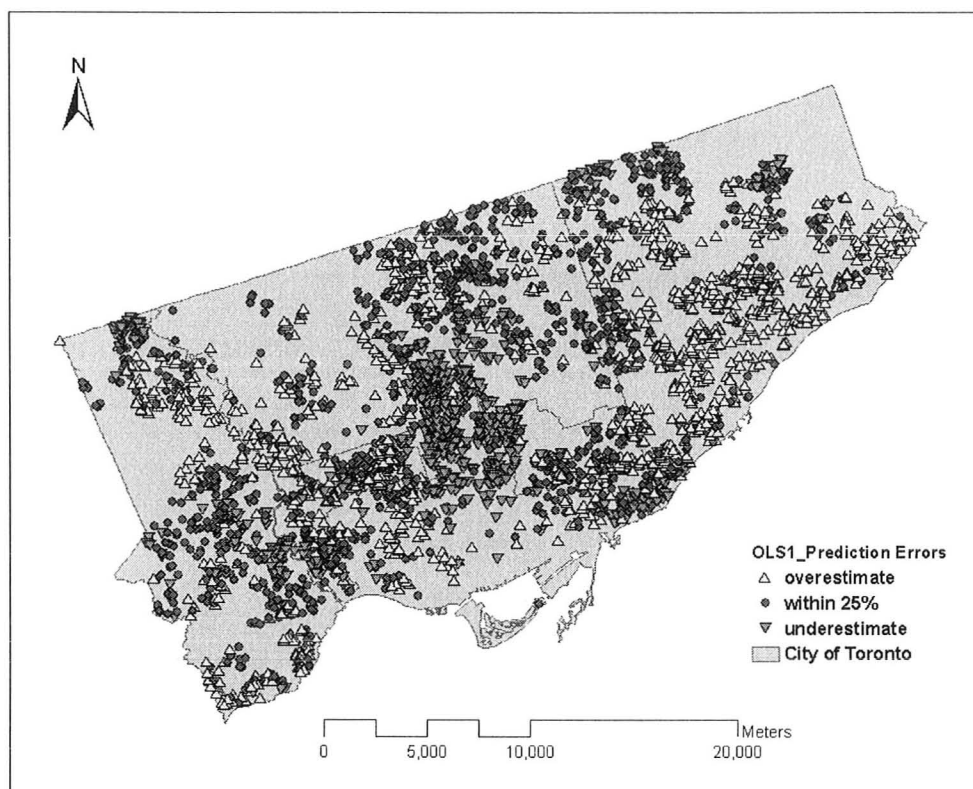 N
OLS1_Prediction Errors
overestimate
within 25%
underestimate
City of Toronto
Meters
0 5,000 10,000 20,000